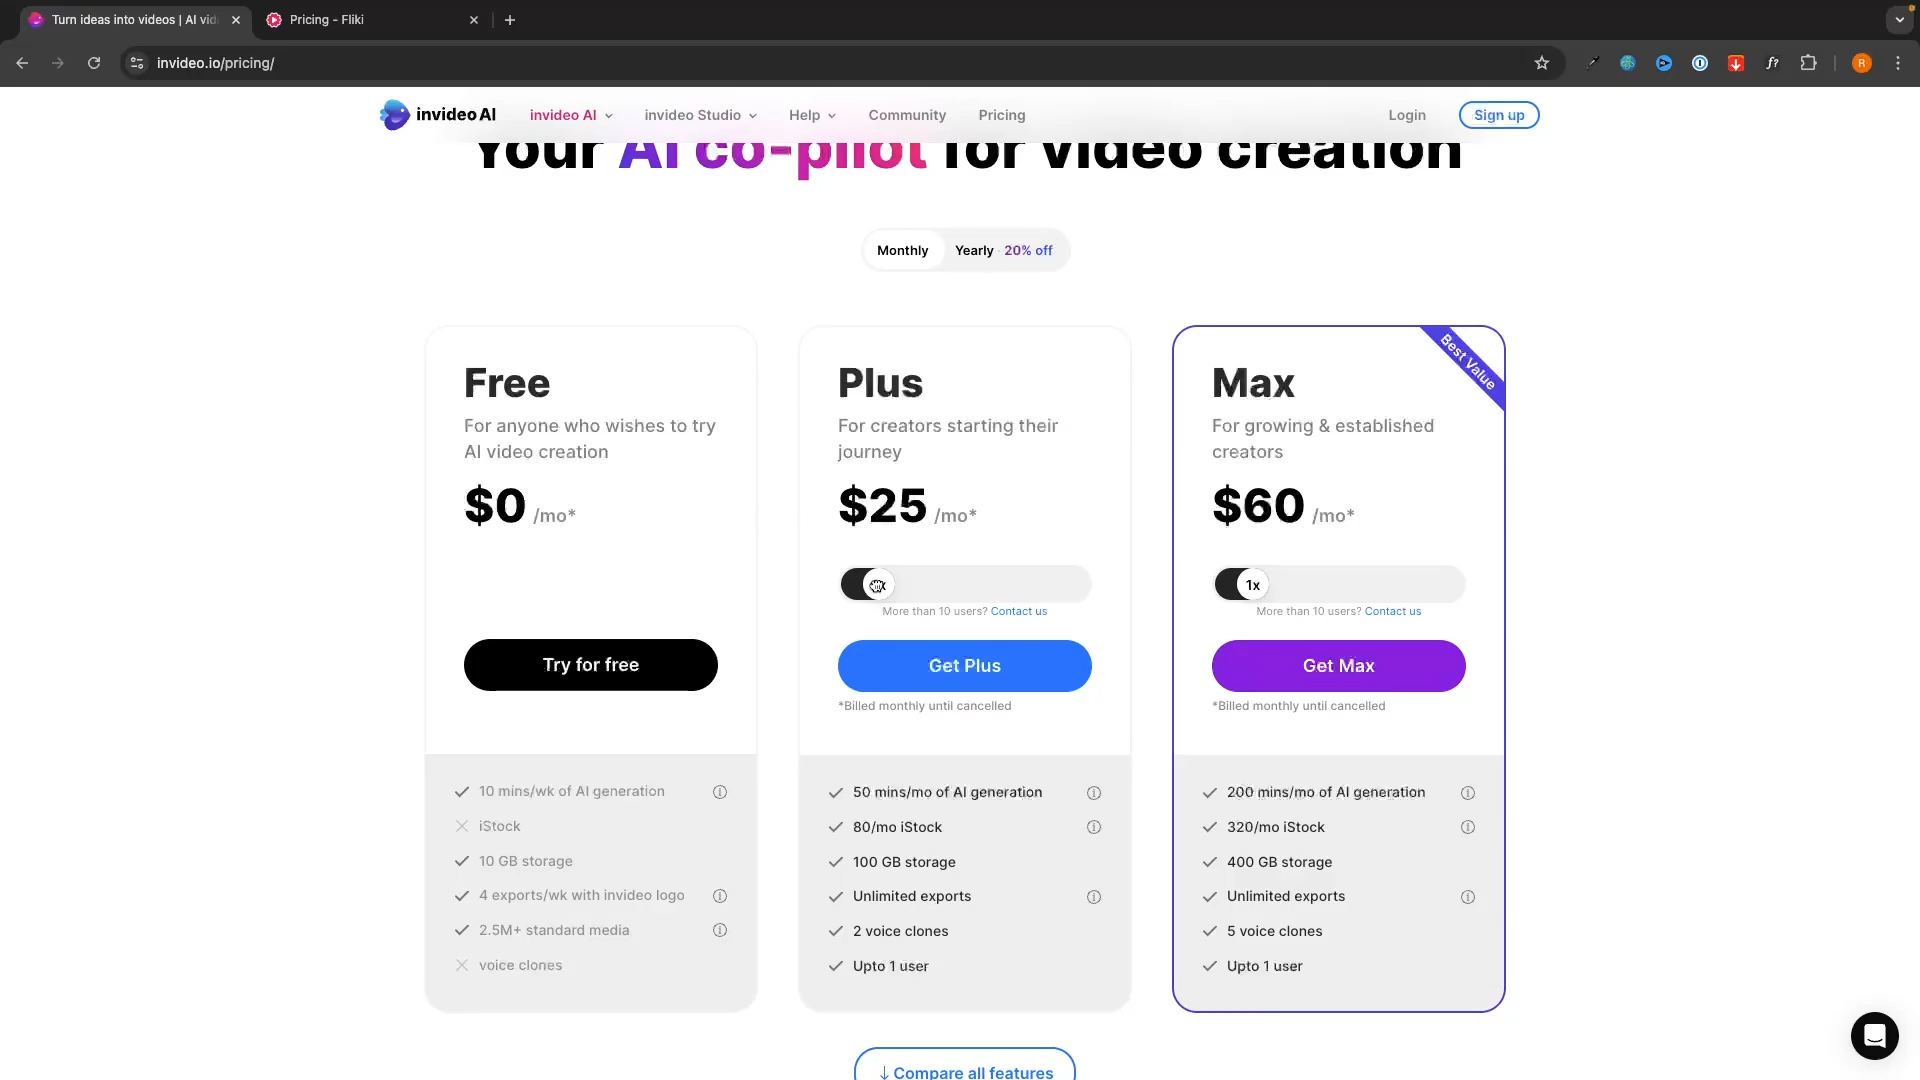 Turn ideas into videos | AI vid
Pricing - Fliki
invideo.io/pricing/
R
invideo AI
invideo AI
invideo Studio
Help
Community
Pricing
Login
Sign up
Your AI co-pilot for video creation
Monthly
Yearly · 20% off
Free
For anyone who wishes to try
AI video creation
$0 /mo*
Try for free
10 mins/wk of AI generation
iStock
10 GB storage
4 exports/wk with invideo logo
2.5M+ standard media
voice clones
Plus
For creators starting their
journey
$25 /mo*
More than 10 users? Contact us
Get Plus
*Billed monthly until cancelled
50 mins/mo of AI generation
80/mo iStock
100 GB storage
Unlimited exports
2 voice clones
Upto 1 user
Best Value
Max
For growing & established
creators
$60 /mo*
1x
More than 10 users? Contact us
Get Max
*Billed monthly until cancelled
200 mins/mo of AI generation
320/mo iStock
400 GB storage
Unlimited exports
5 voice clones
Upto 1 user
↓ Compare all features